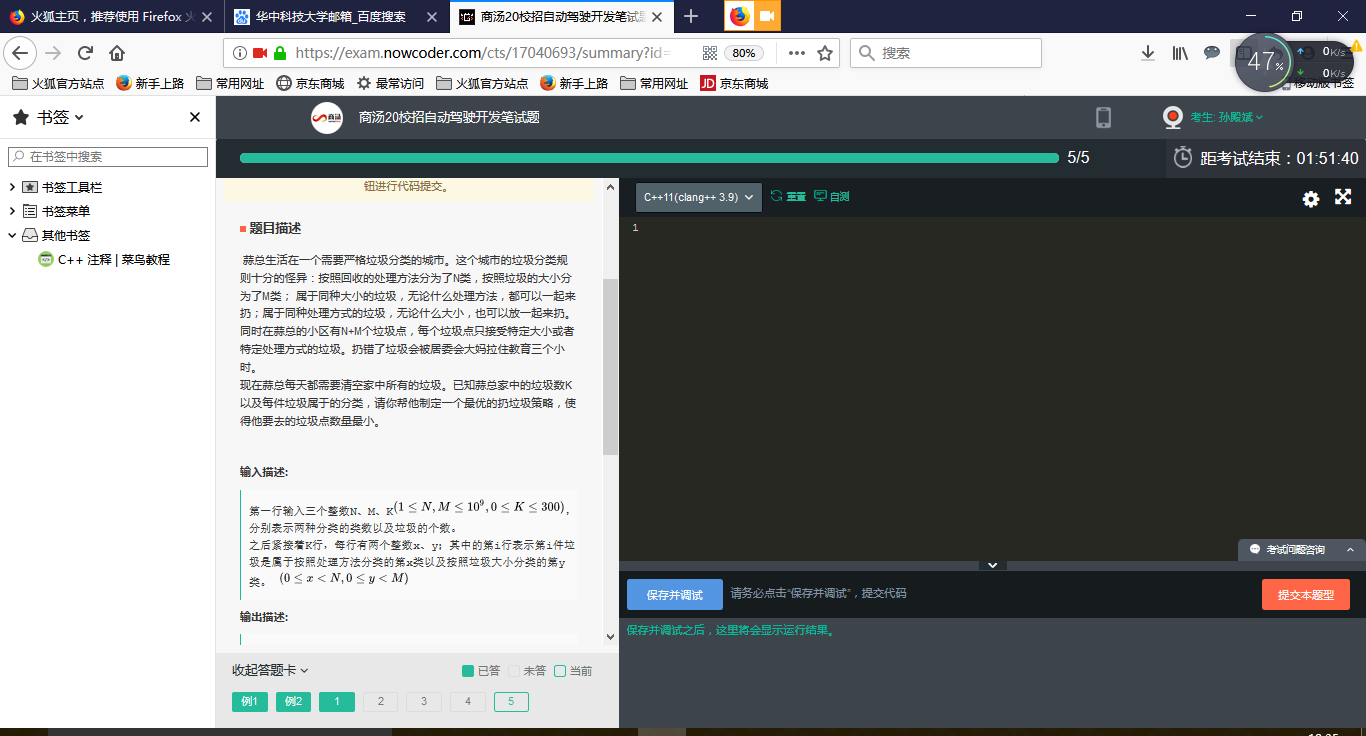 火狐主页，推荐使用 Firefox 火
华中科技大学邮箱_百度搜索
商汤20校招自动驾驶开发笔试题
https://exam.nowcoder.com/cts/17040693/summary?id=
80%
搜索
47%
0K/s
0K/s
火狐官方站点
新手上路
常用网址
京东商城
最常访问
火狐官方站点
新手上路
常用网址
JD 京东商城
移动版书签
书签
商汤
商汤20校招自动驾驶开发笔试题
考生: 孙殿斌
在书签中搜索
5/5
距考试结束：01:51:40
书签工具栏
书签菜单
其他书签
C++ 注释 | 菜鸟教程
钮进行代码提交。
C++11(clang++ 3.9)
重置
自测
题目描述
1
蒜总生活在一个需要严格垃圾分类的城市。这个城市的垃圾分类规
则十分的怪异：按照回收的处理方法分为了N类，按照垃圾的大小分
为了M类； 属于同种大小的垃圾，无论什么处理方法，都可以一起来
扔；属于同种处理方式的垃圾，无论什么大小，也可以放一起来扔。
同时在蒜总的小区有N+M个垃圾点，每个垃圾点只接受特定大小或者
特定处理方式的垃圾。扔错了垃圾会被居委会大妈拉住教育三个小
时。
现在蒜总每天都需要清空家中所有的垃圾。已知蒜总家中的垃圾数K
以及每件垃圾属于的分类，请你帮他制定一个最优的扔垃圾策略，使
得他要去的垃圾点数量最小。
输入描述:
第一行输入三个整数N、M、K(1 ≤ N, M ≤ 10⁹, 0 ≤ K ≤ 300)，
分别表示两种分类的类数以及垃圾的个数。
之后紧接着K行，每行有两个整数x、y；其中的第i行表示第i件垃
圾是属于按照处理方法分类的第x类以及按照垃圾大小分类的第y
类。 (0 ≤ x < N, 0 ≤ y < M)
输出描述:
考试问题咨询
保存并调试
请务必点击“保存并调试”，提交代码
提交本题型
保存并调试之后，这里将会显示运行结果。
收起答题卡
已答
未答
当前
例1
例2
1
2
3
4
5